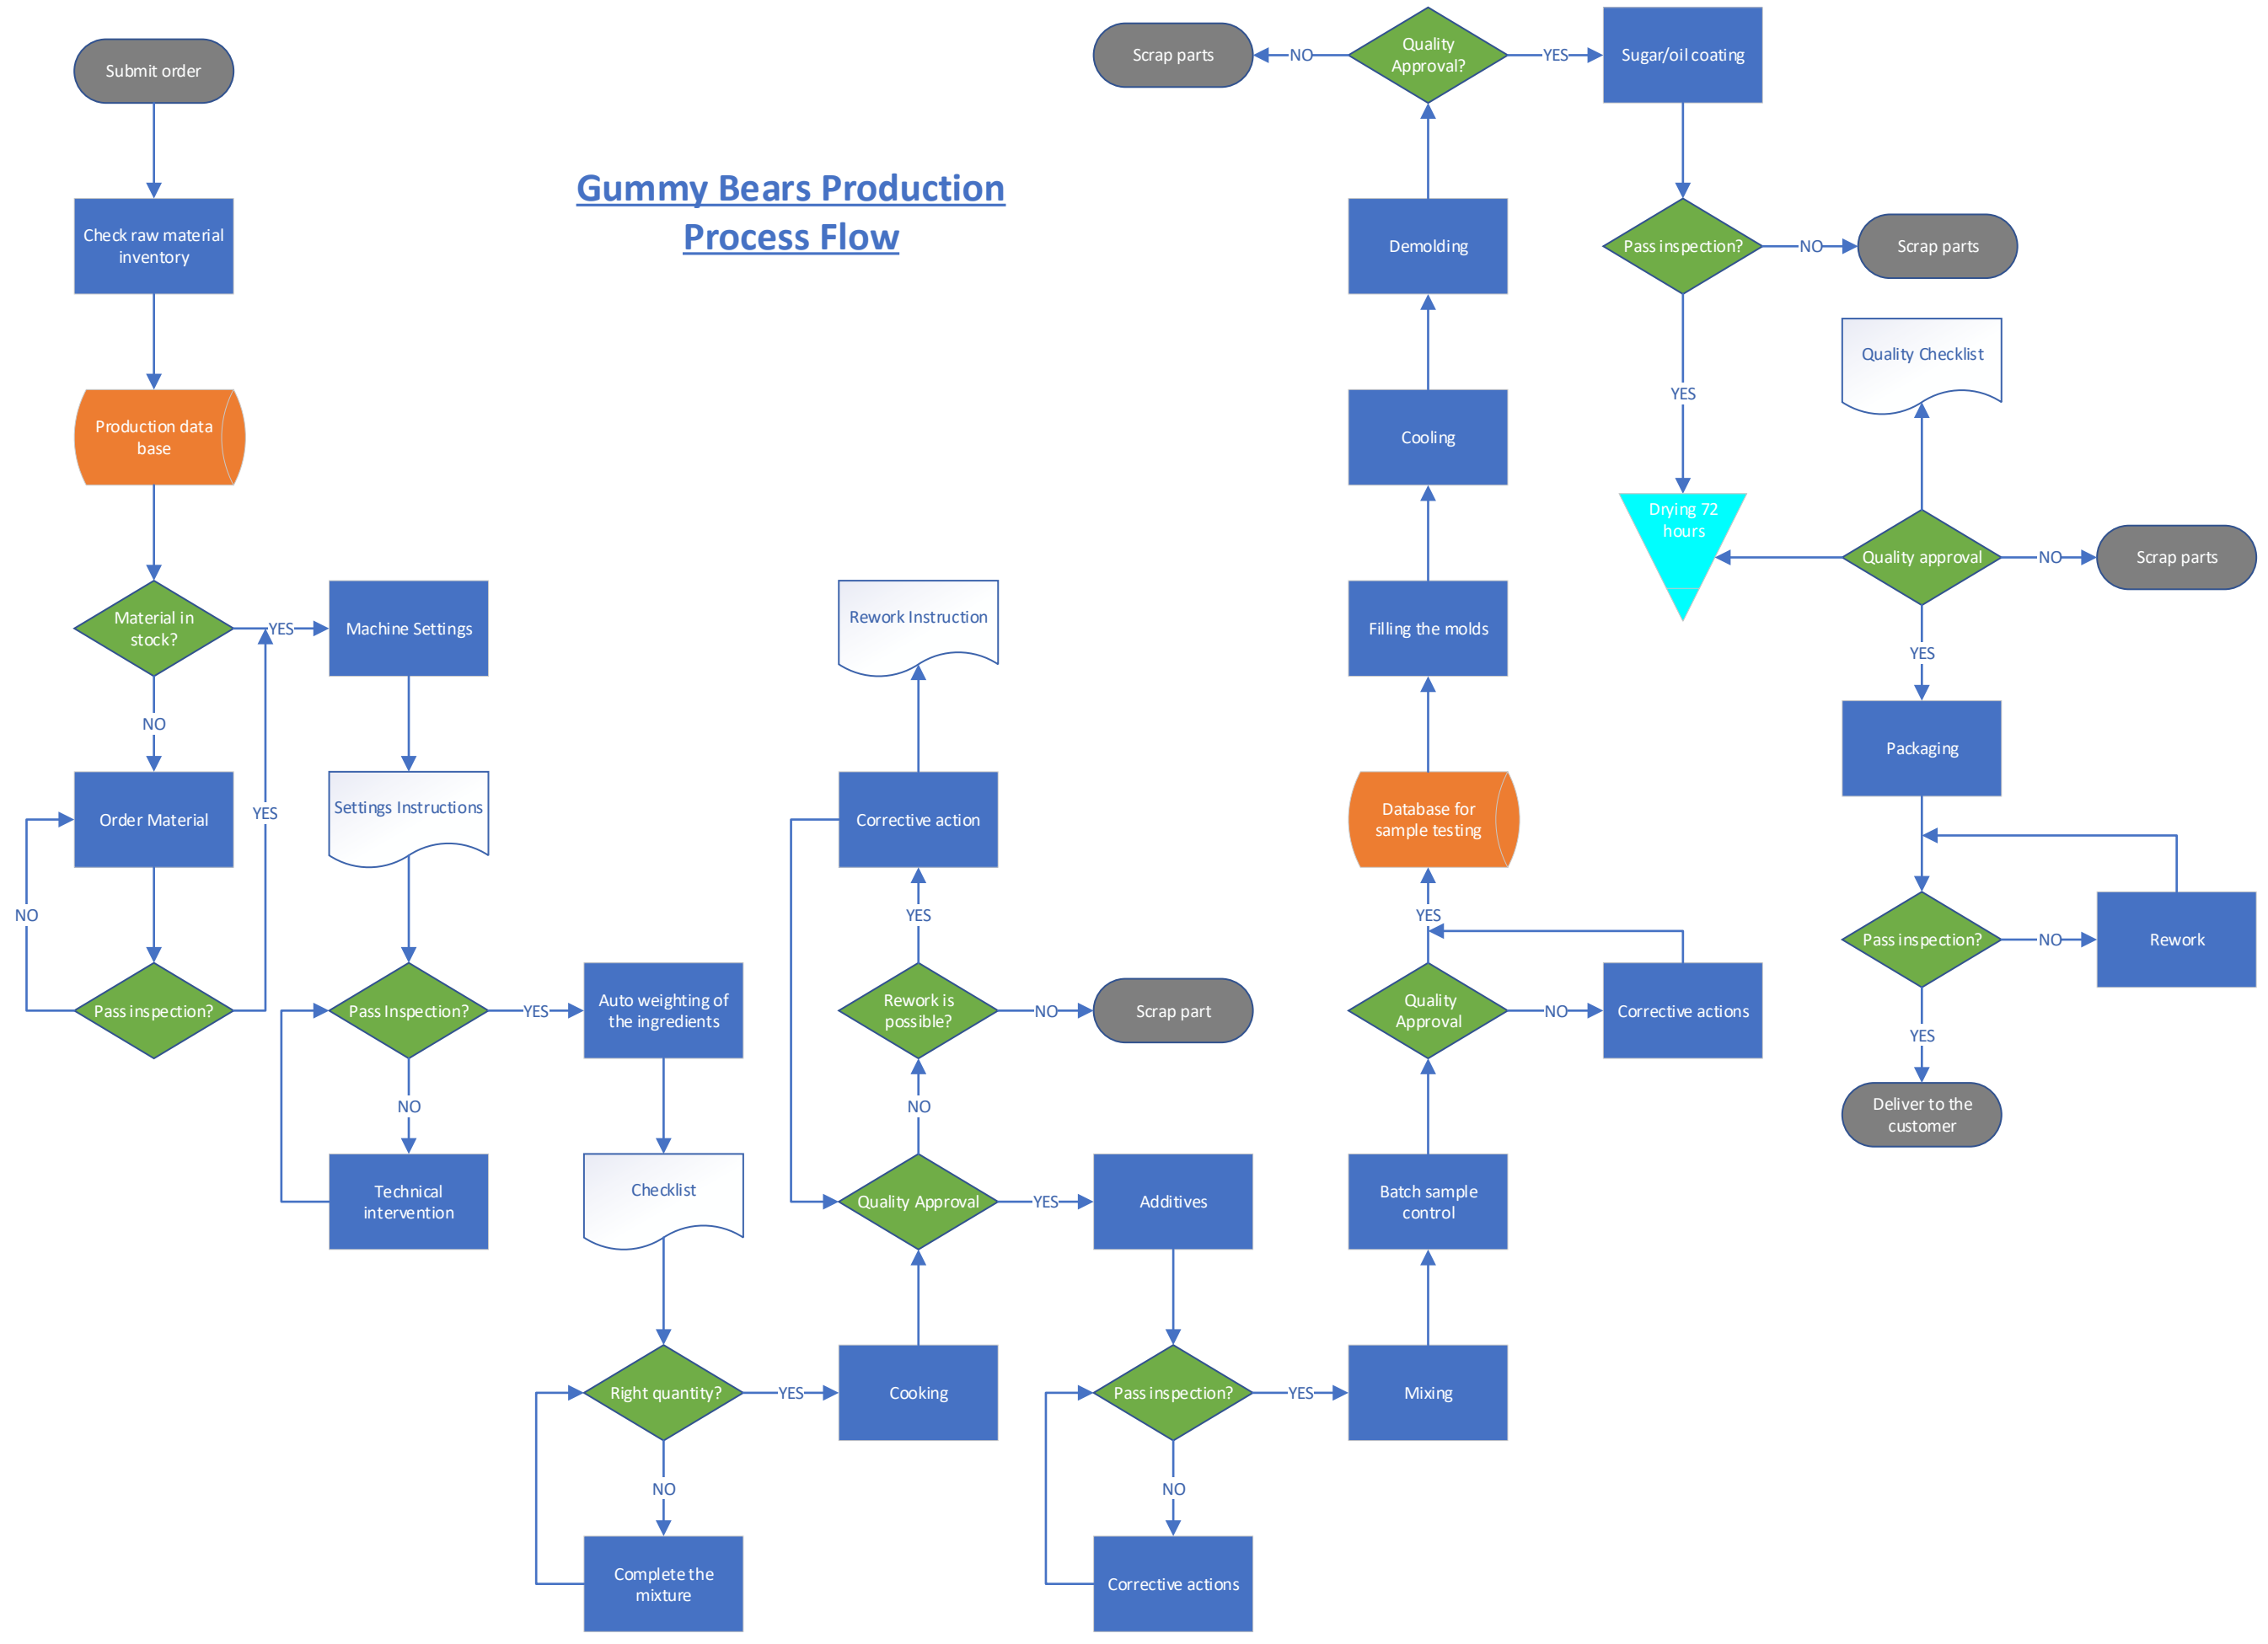 Gummy Bears Production
Process Flow
Submit order
Check raw material
inventory
Production data
base
Material in
stock?
YES
NO
Order Material
NO
YES
Pass inspection?
Machine Settings
Settings Instructions
Pass Inspection?
YES
NO
Technical
intervention
Auto weighting of
the ingredients
Checklist
Right quantity?
YES
NO
Complete the
mixture
Cooking
Quality Approval
YES
NO
Rework is
possible?
NO
Scrap part
YES
Corrective action
Rework Instruction
Additives
Pass inspection?
YES
NO
Corrective actions
Mixing
Batch sample
control
Quality
Approval
NO
Corrective actions
YES
Database for
sample testing
Filling the molds
Cooling
Demolding
Quality
Approval?
NO
Scrap parts
YES
Sugar/oil coating
Pass inspection?
NO
Scrap parts
YES
Drying 72
hours
Quality Checklist
Quality approval
NO
Scrap parts
YES
Packaging
Pass inspection?
NO
Rework
YES
Deliver to the
customer